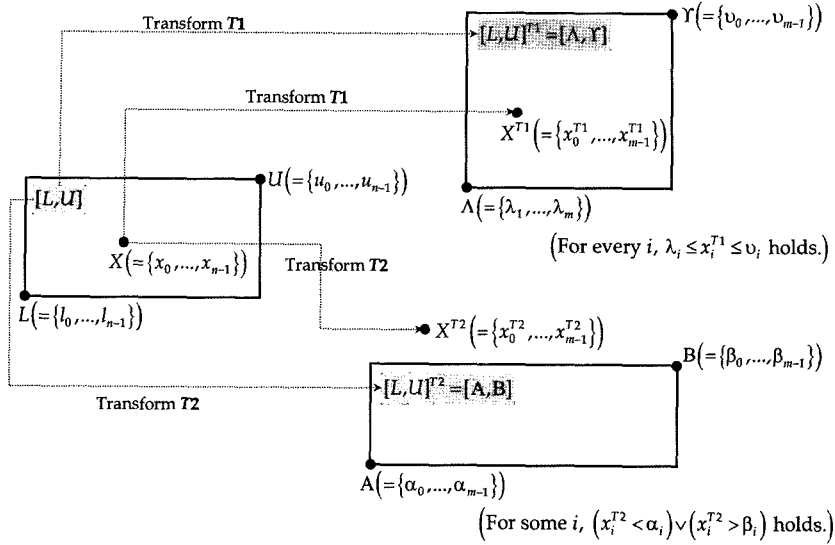 Transform T1
ϒ(={υ_0,...,υ_{m-1}})
[L,U]^{T1}=[Λ,ϒ]
Transform T1
X^{T1}(={x_0^{T1},...,x_{m-1}^{T1}})
U(={u_0,...,u_{n-1}})
[L,U]
Λ(={λ_1,...,λ_m})
(For every i, λ_i≤x_i^{T1}≤υ_i holds.)
X(={x_0,...,x_{n-1}})
Transform T2
L(={l_0,...,l_{n-1}})
X^{T2}(={x_0^{T2},...,x_{m-1}^{T2}})
B(={β_0,...,β_{m-1}})
[L,U]^{T2}=[A,B]
Transform T2
A(={α_0,...,α_{m-1}})
(For some i, (x_i^{T2}<α_i)∨(x_i^{T2}>β_i) holds.)